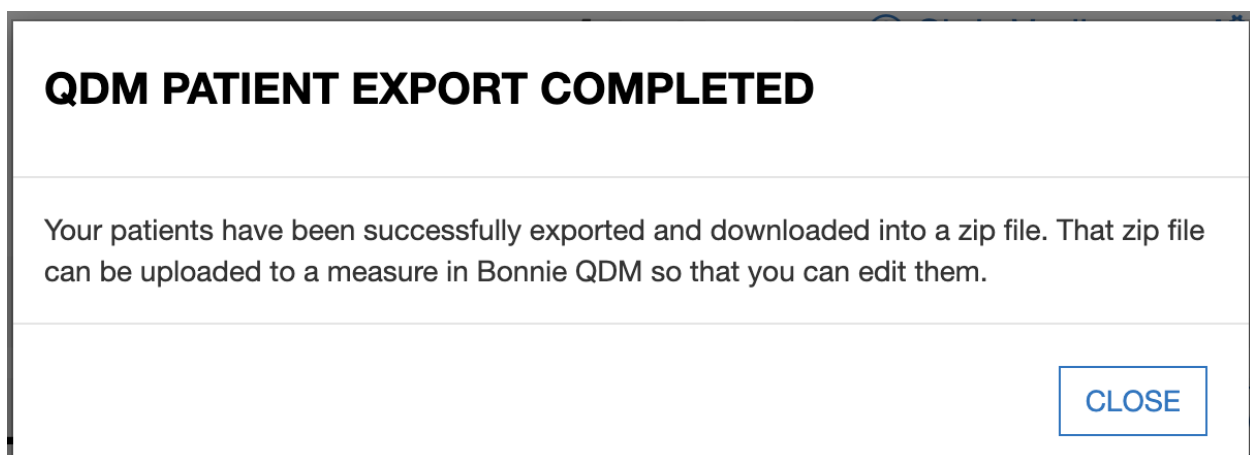 QDM PATIENT EXPORT COMPLETED
Your patients have been successfully exported and downloaded into a zip file. That zip file
can be uploaded to a measure in Bonnie QDM so that you can edit them.
CLOSE